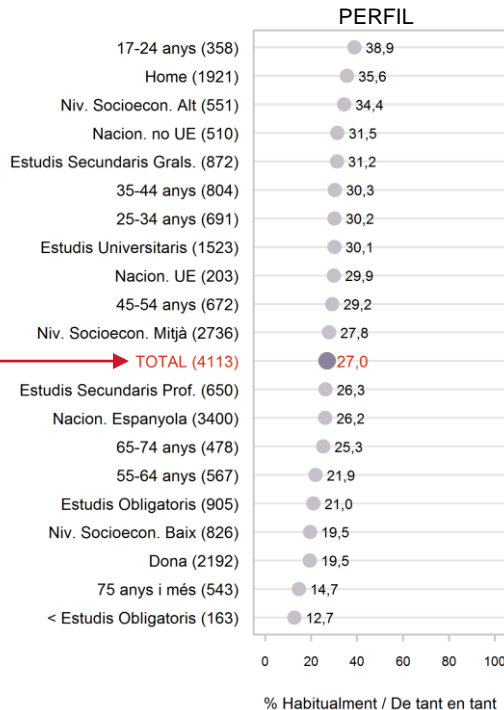 PERFIL
17-24 anys (358) 38,9
Home (1921) 35,6
Niv. Socioecon. Alt (551) 34,4
Nacion. no UE (510) 31,5
Estudis Secundaris Grals. (872) 31,2
35-44 anys (804) 30,3
25-34 anys (691) 30,2
Estudis Universitaris (1523) 30,1
Nacion. UE (203) 29,9
45-54 anys (672) 29,2
Niv. Socioecon. Mitjà (2736) 27,8
TOTAL (4113) 27,0
Estudis Secundaris Prof. (650) 26,3
Nacion. Espanyola (3400) 26,2
65-74 anys (478) 25,3
55-64 anys (567) 21,9
Estudis Obligatoris (905) 21,0
Niv. Socioecon. Baix (826) 19,5
Dona (2192) 19,5
75 anys i més (543) 14,7
< Estudis Obligatoris (163) 12,7
0 20 40 60 80 100
% Habitualment / De tant en tant